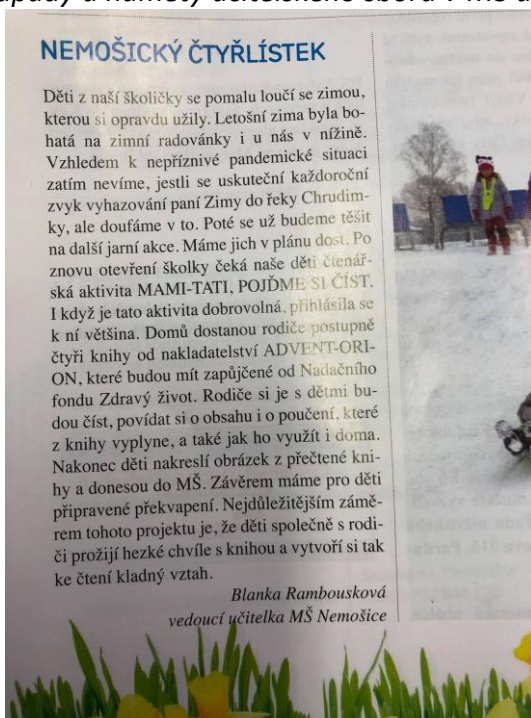 NEMOŠICKÝ ČTYŘLÍSTEK
Děti z naší školičky se pomalu loučí se zimou,
kterou si opravdu užily. Letošní zima byla bo-
hatá na zimní radovánky i u nás v nížině.
Vzhledem k nepříznivé pandemické situaci
zatím nevíme, jestli se uskuteční každoroční
zvyk vyhazování paní Zimy do řeky Chrudim-
ky, ale doufáme v to. Poté se už budeme těšit
na další jarní akce. Máme jich v plánu dost. Po
znovu otevření školky čeká naše děti čtenář-
ská aktivita MAMI-TATI, POJĎME SI ČÍST.
I když je tato aktivita dobrovolná, přihlásila se
k ní většina. Domů dostanou rodiče postupně
čtyři knihy od nakladatelství ADVENT-ORI-
ON, které budou mít zapůjčené od Nadačního
fondu Zdravý život. Rodiče si je s dětmi bu-
dou číst, povídat si o obsahu i o poučení, které
z knihy vyplyne, a také jak ho využít i doma.
Nakonec děti nakreslí obrázek z přečtené kni-
hy a donesou do MŠ. Závěrem máme pro děti
připravené překvapení. Nejdůležitějším zámě-
rem tohoto projektu je, že děti společně s rodi-
či prožijí hezké chvíle s knihou a vytvoří si tak
ke čtení kladný vztah.
Blanka Rambousková
vedoucí učitelka MŠ Nemošice